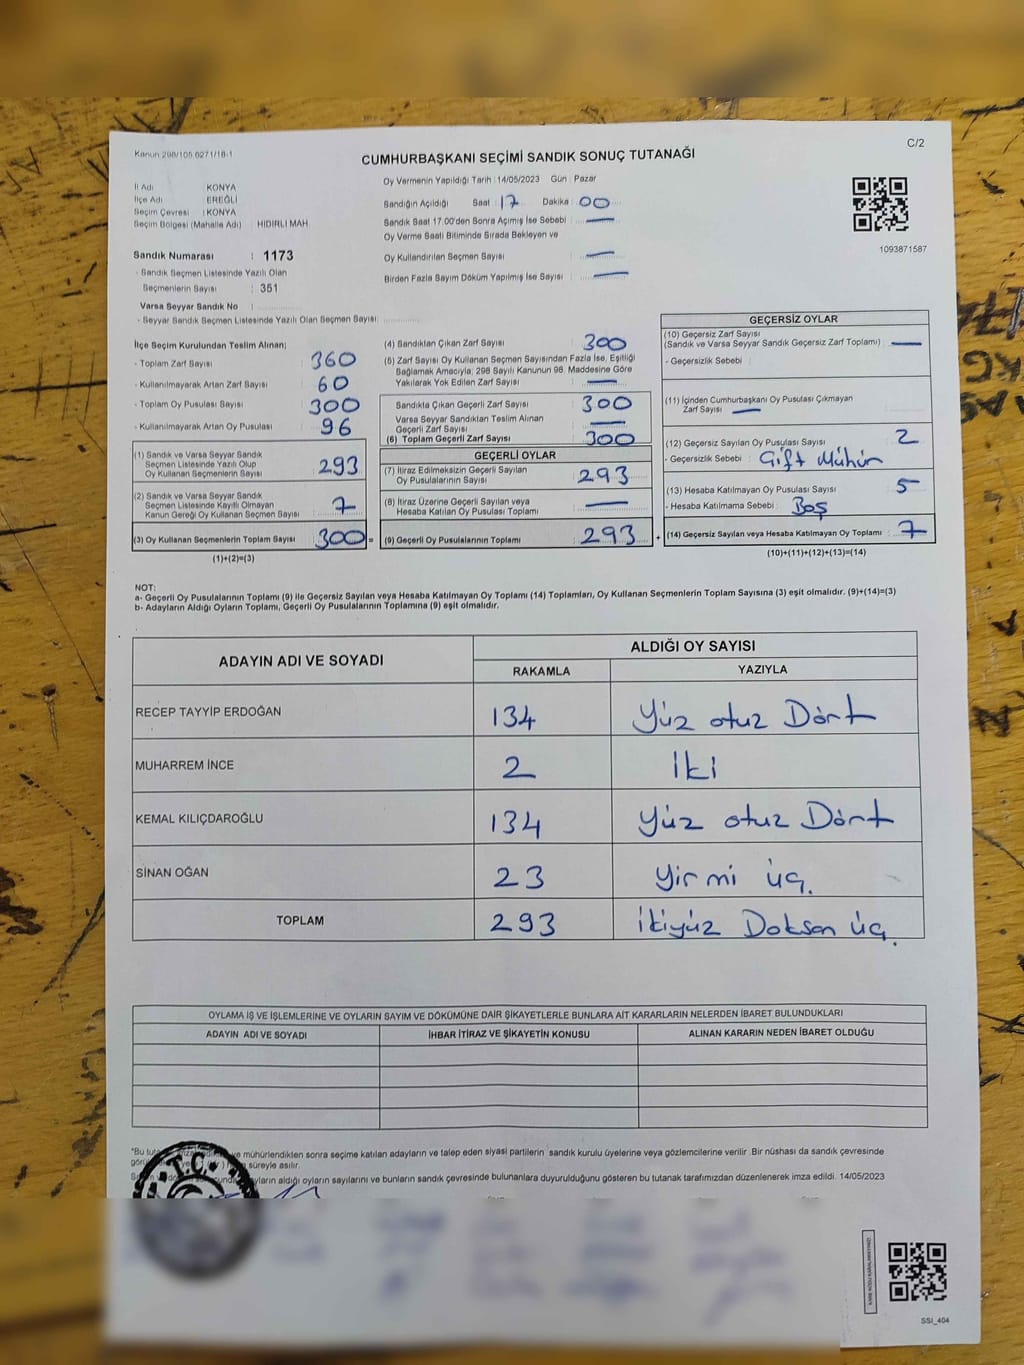 Kanun 298/105 6271/18-1
C/2
CUMHURBAŞKANI SEÇİMİ SANDIK SONUÇ TUTANAĞI
İl Adı : KONYA
İlçe Adı : EREĞLİ
Seçim Çevresi : KONYA
Seçim Bölgesi (Mahalle Adı) : HIDIRLI MAH
Oy Vermenin Yapıldığı Tarih : 14/05/2023 Gün : Pazar
Sandığın Açıldığı Saat : 17 Dakika : 00
Sandık Saat 17.00'den Sonra Açımış İse Sebebi : —
Oy Verme Saati Bitiminde Sırada Bekleyen ve
Oy Kullandırılan Seçmen Sayısı : —
Birden Fazla Sayım Döküm Yapılmış İse Sayısı : —
1093871587
Sandık Numarası : 1173
- Sandık Seçmen Listesinde Yazılı Olan
Seçmenlerin Sayısı : 351
Varsa Seyyar Sandık No :
- Seyyar Sandık Seçmen Listesinde Yazılı Olan Seçmen Sayısı:
İlçe Seçim Kurulundan Teslim Alınan;
- Toplam Zarf Sayısı 360
- Kullanılmayarak Artan Zarf Sayısı 60
- Toplam Oy Pusulası Sayısı 300
- Kullanılmayarak Artan Oy Pusulası 96
(1) Sandık ve Varsa Seyyar Sandık
Seçmen Listesinde Yazılı Olup
Oy Kullanan Seçmenlerin Sayısı 293
(2) Sandık ve Varsa Seyyar Sandık
Seçmen Listesinde Kayıtlı Olmayan
Kanun Gereği Oy Kullanan Seçmen Sayısı 7
(3) Oy Kullanan Seçmenlerin Toplam Sayısı 300 =
(1)+(2)=(3)
(4) Sandıktan Çıkan Zarf Sayısı 300
(5) Zarf Sayısı Oy Kullanan Seçmen Sayısından Fazla İse, Eşitliği
Sağlamak Amacıyla; 298 Sayılı Kanunun 98. Maddesine Göre
Yakılarak Yok Edilen Zarf Sayısı —
Sandıkta Çıkan Geçerli Zarf Sayısı 300
Varsa Seyyar Sandıktan Teslim Alınan
Geçerli Zarf Sayısı —
(6) Toplam Geçerli Zarf Sayısı 300
GEÇERLİ OYLAR
(7) İtiraz Edilmeksizin Geçerli Sayılan
Oy Pusulalarının Sayısı 293
(8) İtiraz Üzerine Geçerli Sayılan veya
Hesaba Katılan Oy Pusulaları Toplamı —
(9) Geçerli Oy Pusulalarının Toplamı 293 +
GEÇERSİZ OYLAR
(10) Geçersiz Zarf Sayısı
(Sandık ve Varsa Seyyar Sandık Geçersiz Zarf Toplamı) —
- Geçersizlik Sebebi :
(11) İçinden Cumhurbaşkanı Oy Pusulası Çıkmayan
Zarf Sayısı —
(12) Geçersiz Sayılan Oy Pusulası Sayısı 2
- Geçersizlik Sebebi : Çift Mühür
(13) Hesaba Katılmayan Oy Pusulası Sayısı 5
- Hesaba Katılmama Sebebi : Boş
(14) Geçersiz Sayılan veya Hesaba Katılmayan Oy Toplamı 7
(10)+(11)+(12)+(13)=(14)
NOT:
a- Geçerli Oy Pusulalarının Toplamı (9) ile Geçersiz Sayılan veya Hesaba Katılmayan Oy Toplamı (14) Toplamları, Oy Kullanan Seçmenlerin Toplam Sayısına (3) eşit olmalıdır. (9)+(14)=(3)
b- Adayların Aldığı Oyların Toplamı, Geçerli Oy Pusulalarının Toplamına (9) eşit olmalıdır.
ADAYIN ADI VE SOYADI ALDIĞI OY SAYISI
RAKAMLA YAZIYLA
RECEP TAYYİP ERDOĞAN 134 Yüz otuz Dört
MUHARREM İNCE 2 İki
KEMAL KILIÇDAROĞLU 134 Yüz otuz Dört
SİNAN OĞAN 23 Yirmi üç.
TOPLAM 293 İkiyüz Doksan üç.
OYLAMA İŞ VE İŞLEMLERİNE VE OYLARIN SAYIM VE DÖKÜMÜNE DAİR ŞİKAYETLERLE BUNLARA AİT KARARLARIN NELERDEN İBARET BULUNDUKLARI
ADAYIN ADI VE SOYADI İHBAR İTİRAZ VE ŞİKAYETİN KONUSU ALINAN KARARIN NEDEN İBARET OLDUĞU
*Bu ve mühürlendikten sonra seçime katılan adayların ve talep eden siyasi partilerin sandık kurulu üyelerine veya gözlemcilerine verilir. Bir nüshası da sandık çevresinde
süreyle asılır.
aldığı oyların sayılarını ve bunların sandık çevresinde bulunanlara duyurulduğunu gösteren bu tutanak tarafımızdan düzenlenerek imza edildi. 14/05/2023
T.C.
SSI_404